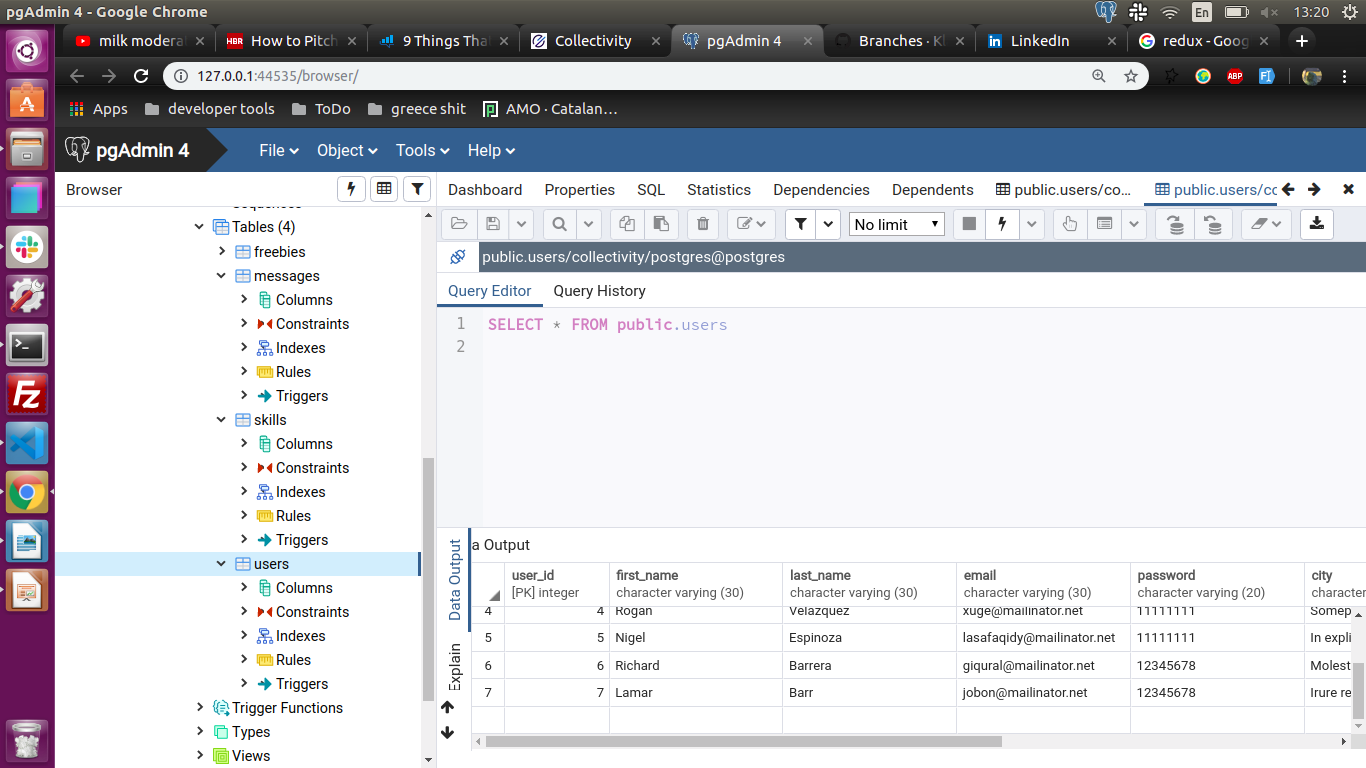 pgAdmin 4 - Google Chrome
En
13:20
milk modera
HBR How to Pitch
9 Things Tha
Collectivity
pgAdmin 4
Branches · Kl
LinkedIn
redux - Goog
127.0.0.1:44535/browser/
ABP
Apps
developer tools
ToDo
greece shit
AMO · Catalan…
pgAdmin 4
File
Object
Tools
Help
Browser
Dashboard
Properties
SQL
Statistics
Dependencies
Dependents
public.users/co...
public.users/co
Tables (4)
freebies
messages
Columns
Constraints
Indexes
Rules
Triggers
skills
Columns
Constraints
Indexes
Rules
Triggers
users
Columns
Constraints
Indexes
Rules
Triggers
Trigger Functions
Types
Views
No limit
public.users/collectivity/postgres@postgres
Query Editor
Query History
1 SELECT * FROM public.users
2
Data Output
Explain
a Output
user_id first_name last_name email password city
[PK] integer character varying (30) character varying (30) character varying (30) character varying (20) character
4 4 Rogan Velazquez xuge@mailinator.net 11111111 Somep
5 5 Nigel Espinoza lasafaqidy@mailinator.net 11111111 In expli
6 6 Richard Barrera giqural@mailinator.net 12345678 Molest
7 7 Lamar Barr jobon@mailinator.net 12345678 Irure re